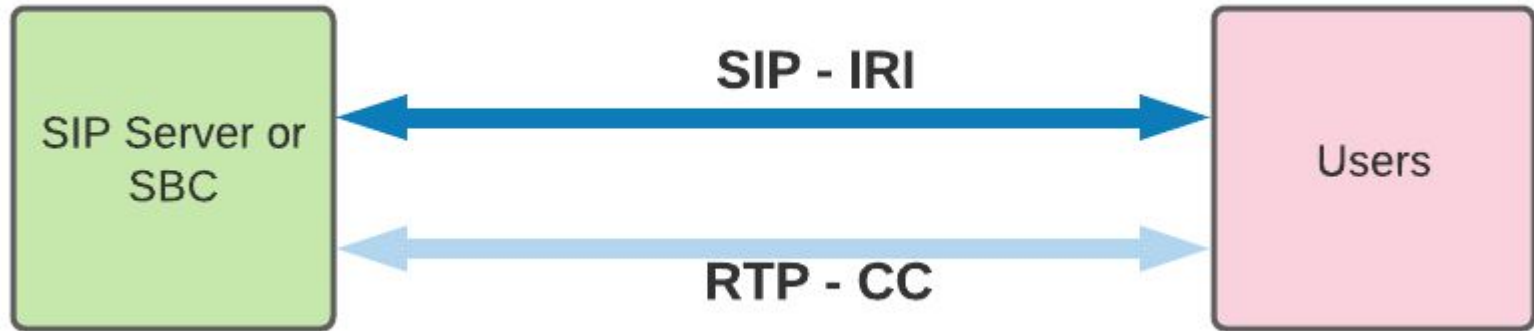 SIP - IRI
SIP Server or
SBC
Users
RTP - CC